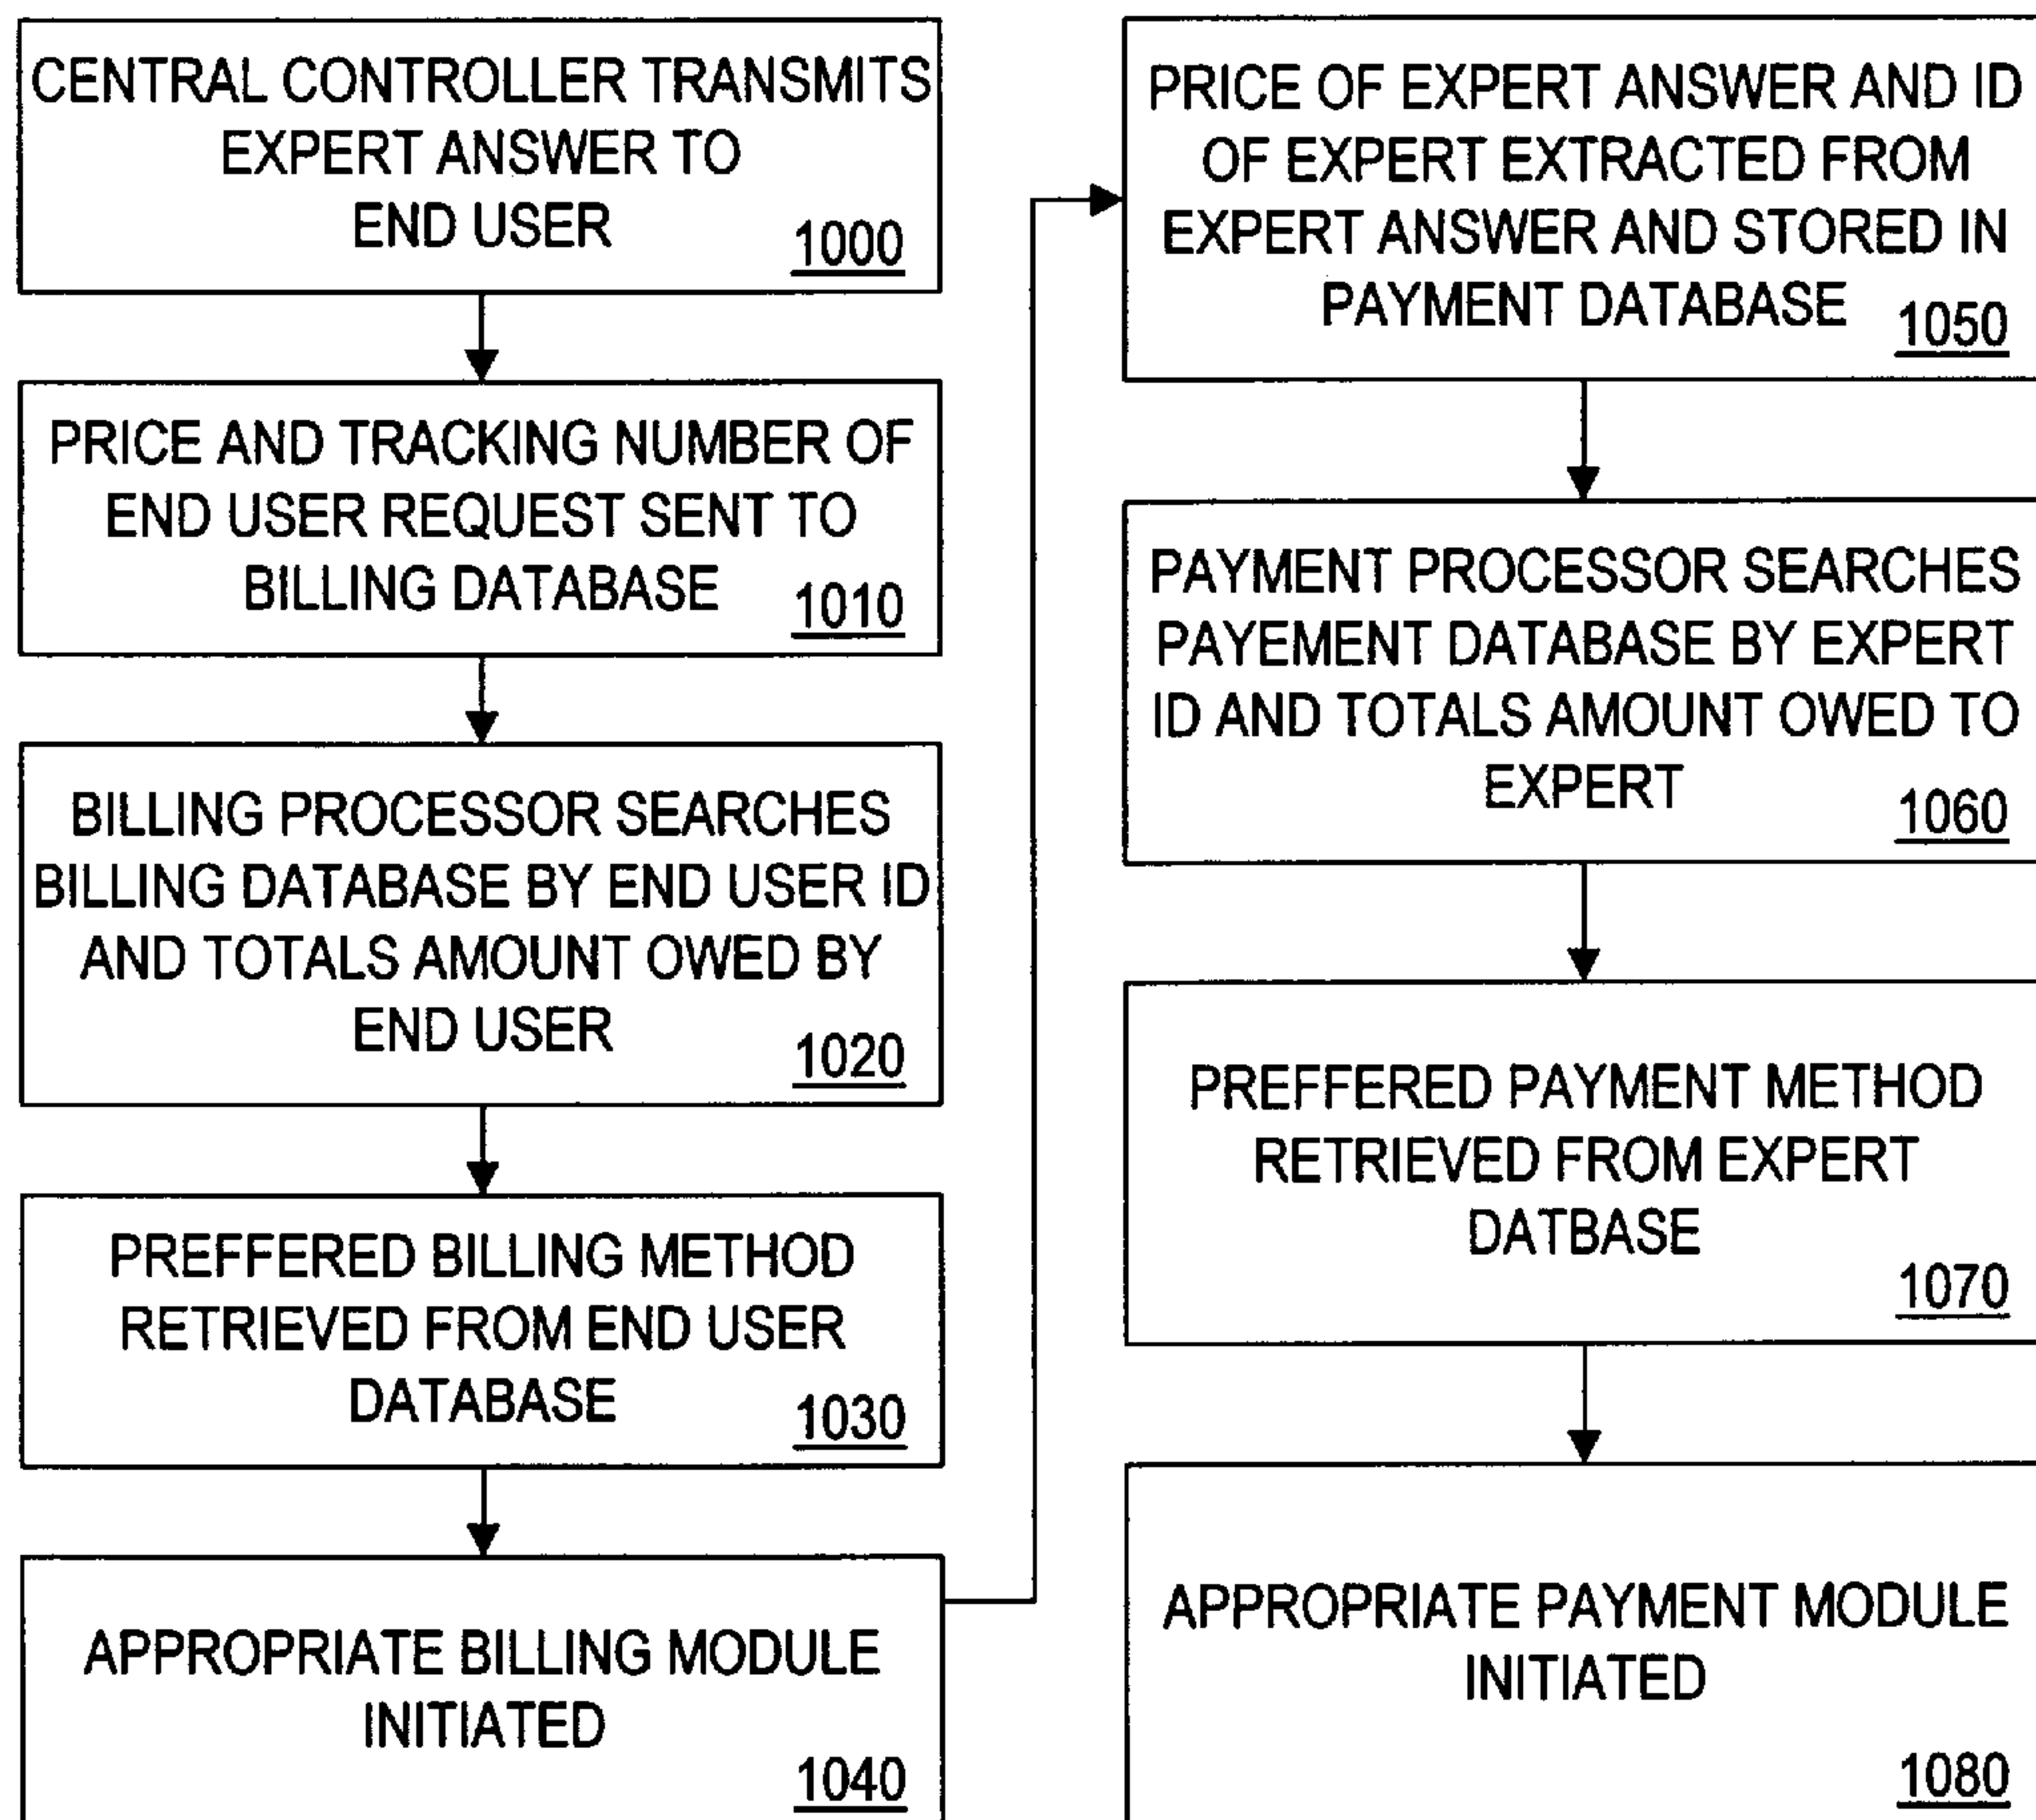 CENTRAL CONTROLLER TRANSMITS
EXPERT ANSWER TO
END USER
1000
PRICE AND TRACKING NUMBER OF
END USER REQUEST SENT TO
BILLING DATABASE
1010
BILLING PROCESSOR SEARCHES
BILLING DATABASE BY END USER ID
AND TOTALS AMOUNT OWED BY
END USER
1020
PREFFERED BILLING METHOD
RETRIEVED FROM END USER
DATABASE
1030
APPROPRIATE BILLING MODULE
INITIATED
1040
PRICE OF EXPERT ANSWER AND ID
OF EXPERT EXTRACTED FROM
EXPERT ANSWER AND STORED IN
PAYMENT DATABASE
1050
PAYMENT PROCESSOR SEARCHES
PAYEMENT DATABASE BY EXPERT
ID AND TOTALS AMOUNT OWED TO
EXPERT
1060
PREFFERED PAYMENT METHOD
RETRIEVED FROM EXPERT
DATBASE
1070
APPROPRIATE PAYMENT MODULE
INITIATED
1080